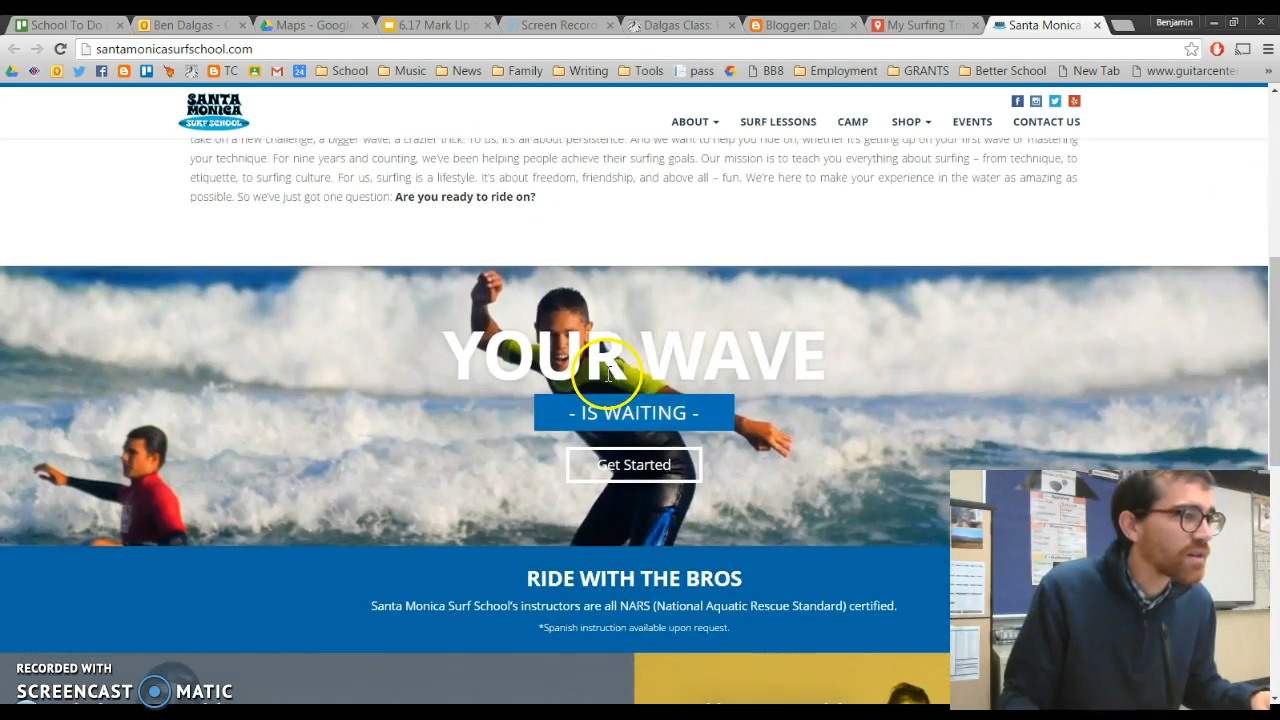 School To Do
Ben Dalgas - C
Maps - Google
6.17 Mark Up
Screen Record
Dalgas Class: E
Blogger: Dalg
My Surfing Tri
Santa Monica
Benjamin
santamonicasurfschool.com
TC
School
Music
News
Family
Writing
Tools
pass
BB8
Employment
GRANTS
Better School
New Tab
www.guitarcenter
SANTA MONICA SURF SCHOOL
ABOUT
SURF LESSONS
CAMP
SHOP
EVENTS
CONTACT US
take on a new challenge, a bigger wave, a crazier trick. To us, it's all about persistence. And we want to help you ride on, whether it's getting up on your first wave or mastering
your technique. For nine years and counting, we've been helping people achieve their surfing goals. Our mission is to teach you everything about surfing – from technique, to
etiquette, to surfing culture. For us, surfing is a lifestyle. It's about freedom, friendship, and above all – fun. We're here to make your experience in the water as amazing as
possible. So we've just got one question: Are you ready to ride on?
YOUR WAVE
- IS WAITING -
Get Started
RIDE WITH THE BROS
Santa Monica Surf School's instructors are all NARS (National Aquatic Rescue Standard) certified.
*Spanish instruction available upon request.
RECORDED WITH
SCREENCAST MATIC